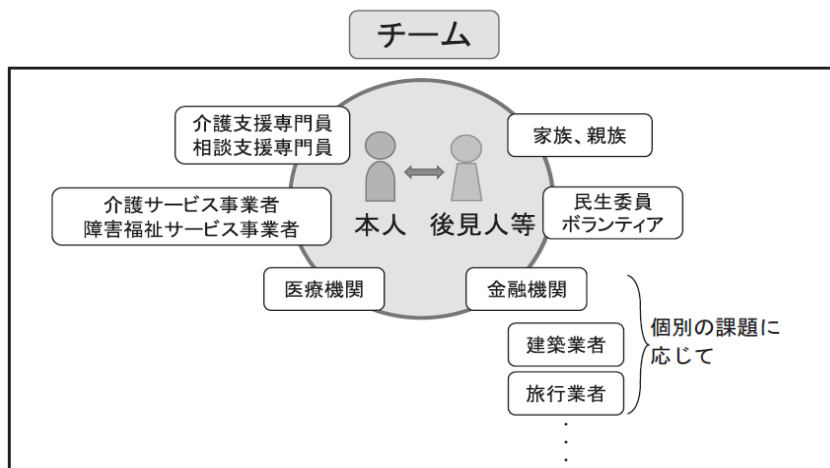 チーム
介護支援専門員
相談支援専門員
家族、親族
介護サービス事業者
障害福祉サービス事業者
本人
後見人等
民生委員
ボランティア
医療機関
金融機関
建築業者
旅行業者
個別の課題に
応じて